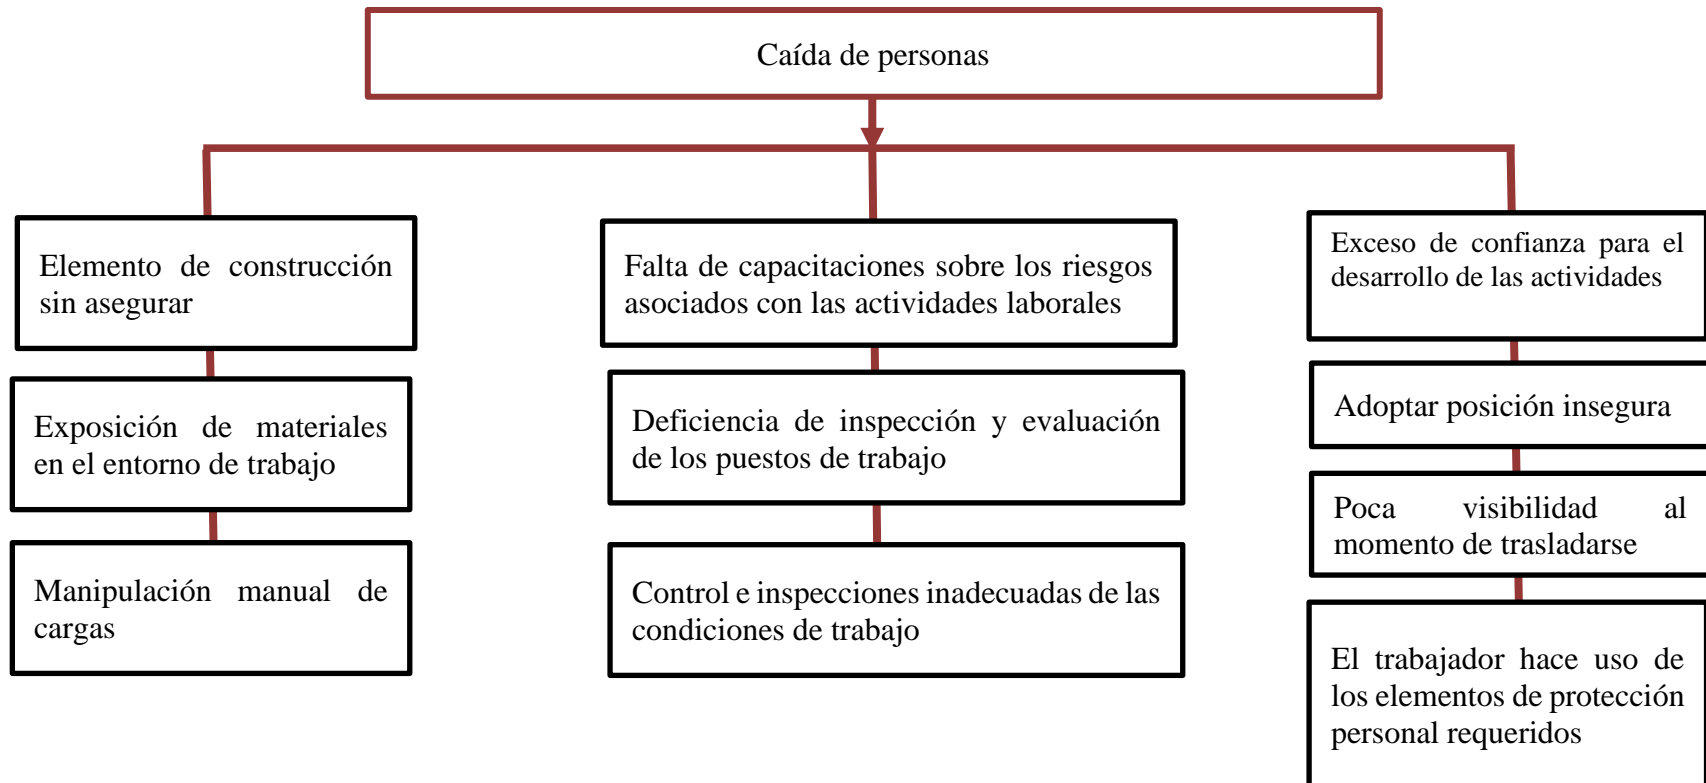 Caída de personas
Elemento de construcción
sin asegurar
Exposición de materiales
en el entorno de trabajo
Manipulación manual de
cargas
Falta de capacitaciones sobre los riesgos
asociados con las actividades laborales
Deficiencia de inspección y evaluación
de los puestos de trabajo
Control e inspecciones inadecuadas de las
condiciones de trabajo
Exceso de confianza para el
desarrollo de las actividades
Adoptar posición insegura
Poca visibilidad al
momento de trasladarse
El trabajador hace uso de
los elementos de protección
personal requeridos